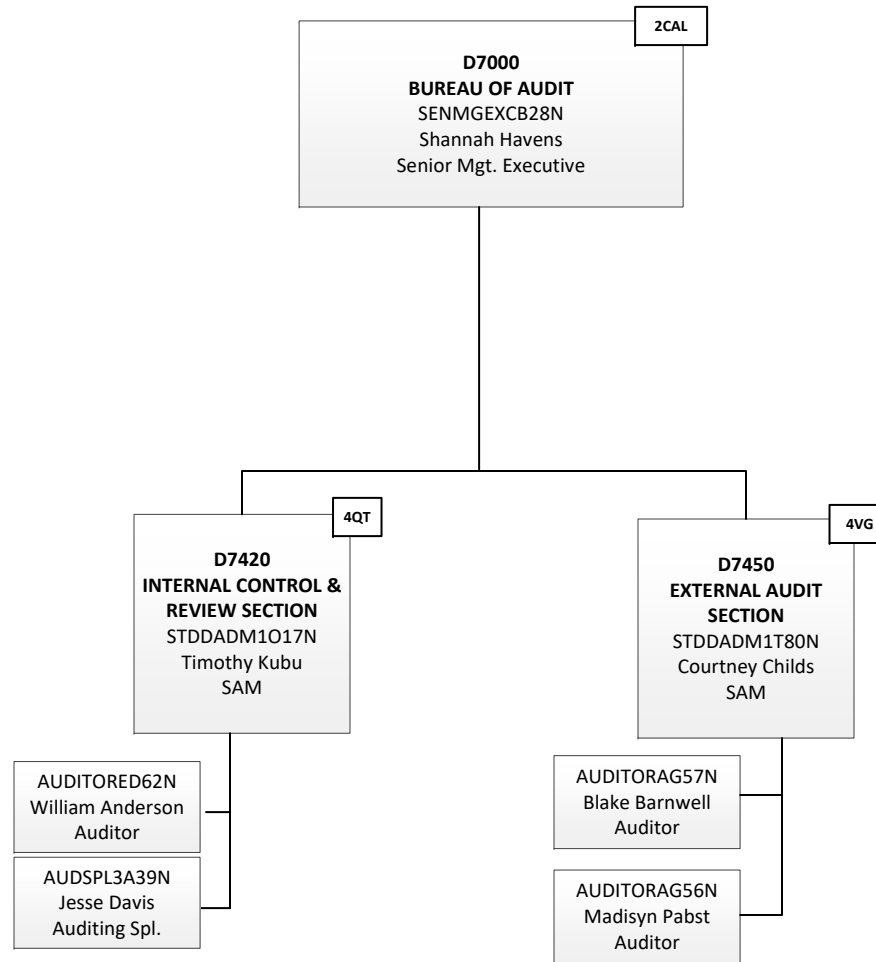 2CAL
D7000
BUREAU OF AUDIT
SENMGEXCB28N
Shannah Havens
Senior Mgt. Executive
4QT
D7420
INTERNAL CONTROL &
REVIEW SECTION
STDDADM1O17N
Timothy Kubu
SAM
4VG
D7450
EXTERNAL AUDIT
SECTION
STDDADM1T80N
Courtney Childs
SAM
AUDITORED62N
William Anderson
Auditor
AUDSPL3A39N
Jesse Davis
Auditing Spl.
AUDITORAG57N
Blake Barnwell
Auditor
AUDITORAG56N
Madisyn Pabst
Auditor